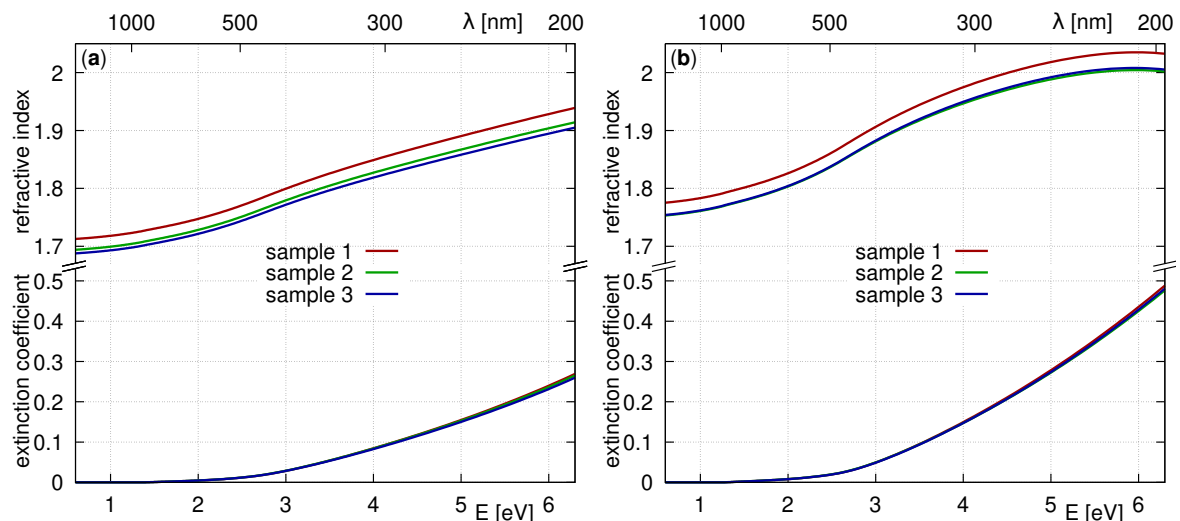 1000 500 300 λ [nm] 200
(a)
refractive index
2
1.9
1.8
1.7
sample 1
sample 2
sample 3
extinction coefficient
0.5
0.4
0.3
0.2
0.1
0
1 2 3 4 5 E [eV] 6
1000 500 300 λ [nm] 200
(b)
refractive index
2
1.9
1.8
1.7
sample 1
sample 2
sample 3
extinction coefficient
0.5
0.4
0.3
0.2
0.1
0
1 2 3 4 5 E [eV] 6